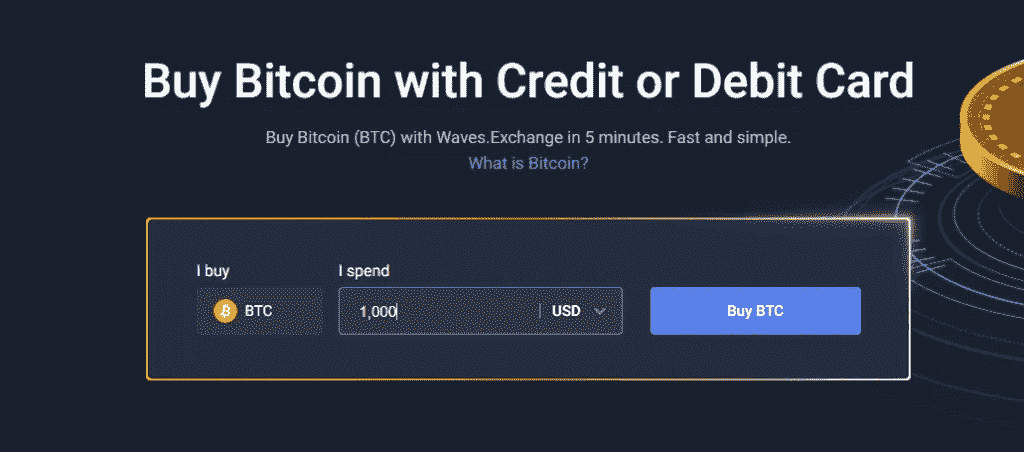 Buy Bitcoin with Credit or Debit Card
Buy Bitcoin (BTC) with Waves.Exchange in 5 minutes. Fast and simple.
What is Bitcoin?
I buy
I spend
BTC
1,000
USD
Buy BTC